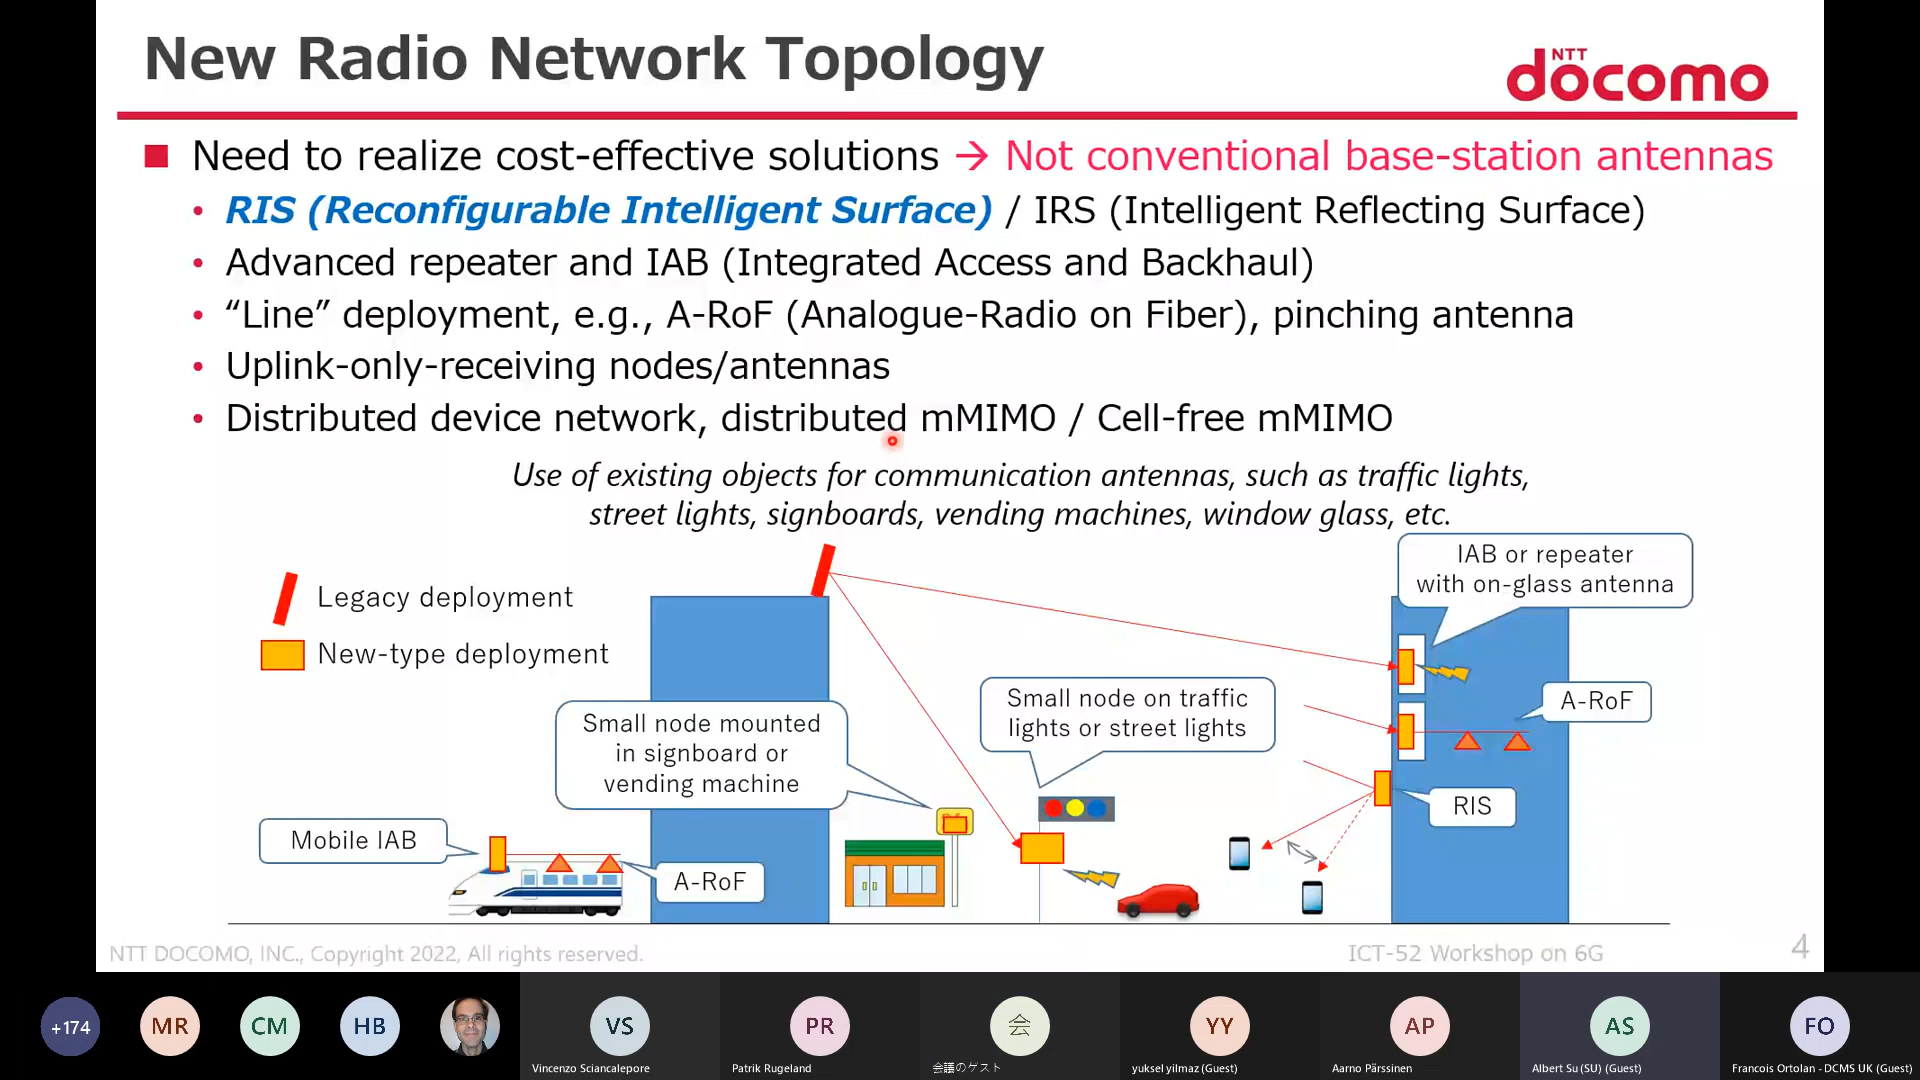 New Radio Network Topology
NTT
docomo
Need to realize cost-effective solutions → Not conventional base-station antennas
• RIS (Reconfigurable Intelligent Surface) / IRS (Intelligent Reflecting Surface)
• Advanced repeater and IAB (Integrated Access and Backhaul)
• “Line” deployment, e.g., A-RoF (Analogue-Radio on Fiber), pinching antenna
• Uplink-only-receiving nodes/antennas
• Distributed device network, distributed mMIMO / Cell-free mMIMO
Use of existing objects for communication antennas, such as traffic lights,
street lights, signboards, vending machines, window glass, etc.
Legacy deployment
New-type deployment
IAB or repeater
with on-glass antenna
Small node on traffic
lights or street lights
A-RoF
Small node mounted
in signboard or
vending machine
RIS
Mobile IAB
A-RoF
NTT DOCOMO, INC., Copyright 2022, All rights reserved.
ICT-52 Workshop on 6G
4
+174
MR
CM
HB
VS
Vincenzo Sciancalepore
PR
Patrik Rugeland
会
会議のゲスト
YY
yuksel yilmaz (Guest)
AP
Aarno Pärssinen
AS
Albert Su (SU) (Guest)
FO
Francois Ortolan - DCMS UK (Guest)